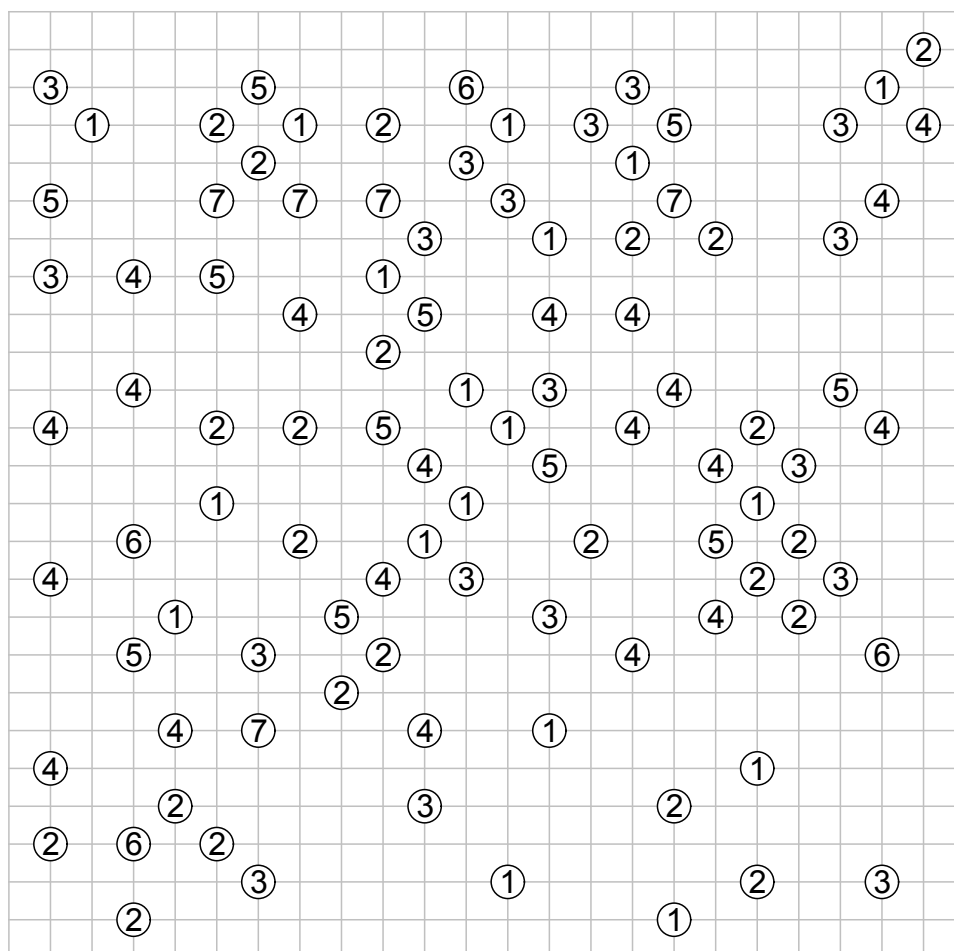 2
3 5 6 3 1
1 2 1 2 1 3 5 3 4
2 3 1
5 7 7 7 3 7 4
3 1 2 2 3
3 4 5 1
4 5 4 4
2
4 1 3 4 5
4 2 2 5 1 4 2 4
4 5 4 3
1 1 1
6 2 1 2 5 2
4 4 3 2 3
1 5 3 4 2
5 3 2 4 6
2
4 7 4 1
4 1
2 3 2
2 6 2
3 1 2 3
2 1